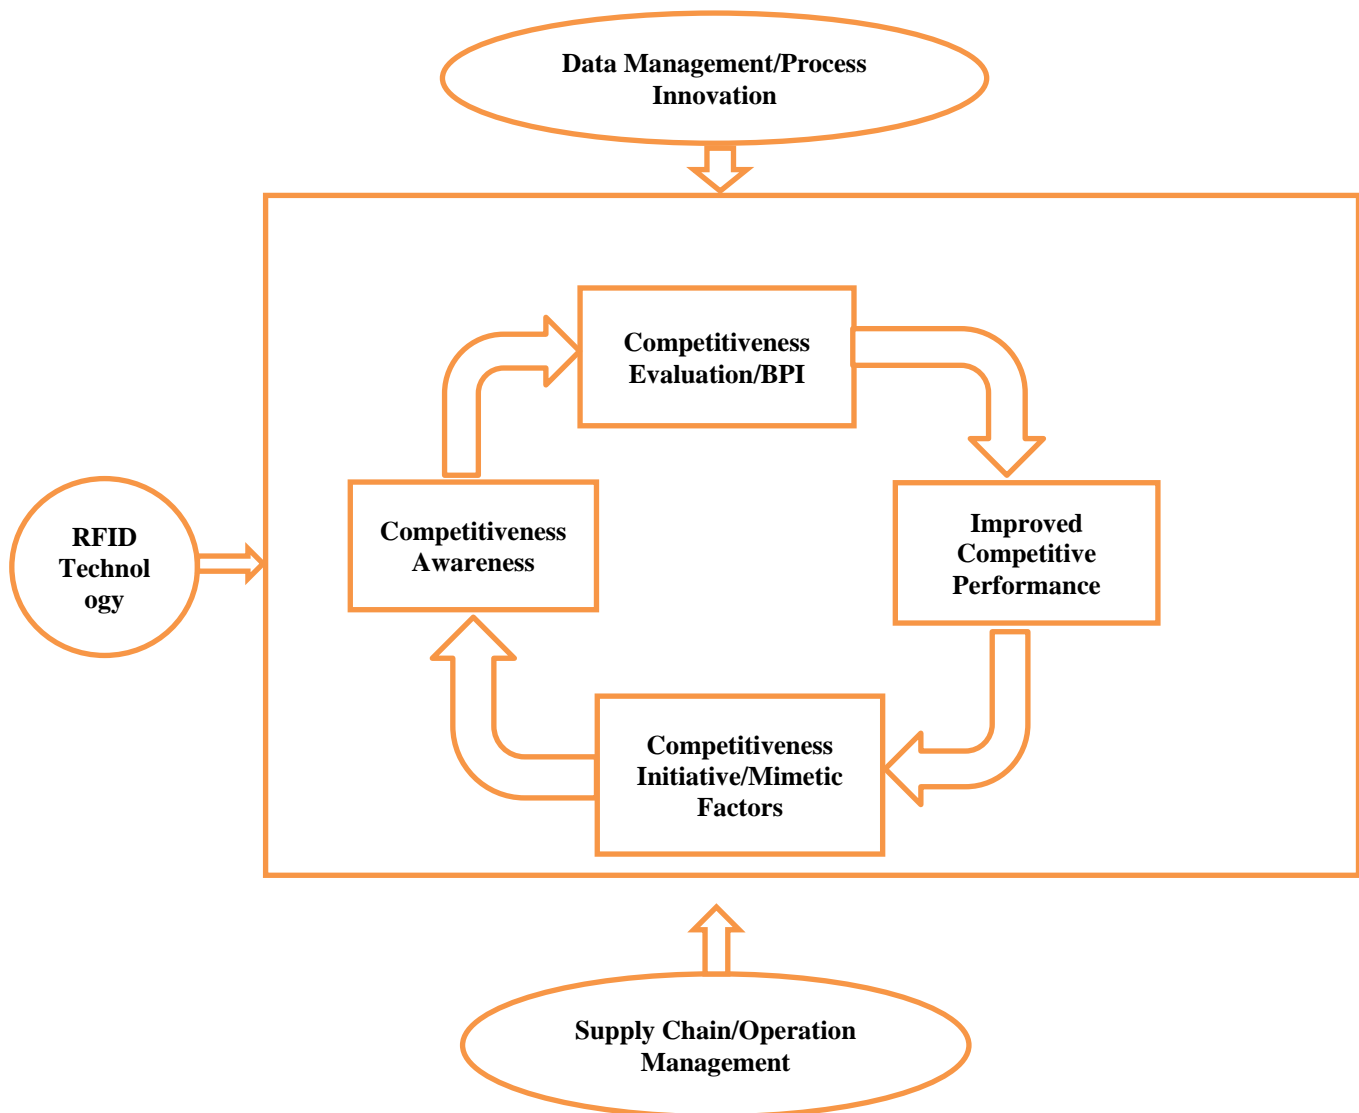 Data Management/Process
Innovation
Competitiveness
Evaluation/BPI
RFID
Technol
ogy
Competitiveness
Awareness
Improved
Competitive
Performance
Competitiveness
Initiative/Mimetic
Factors
Supply Chain/Operation
Management